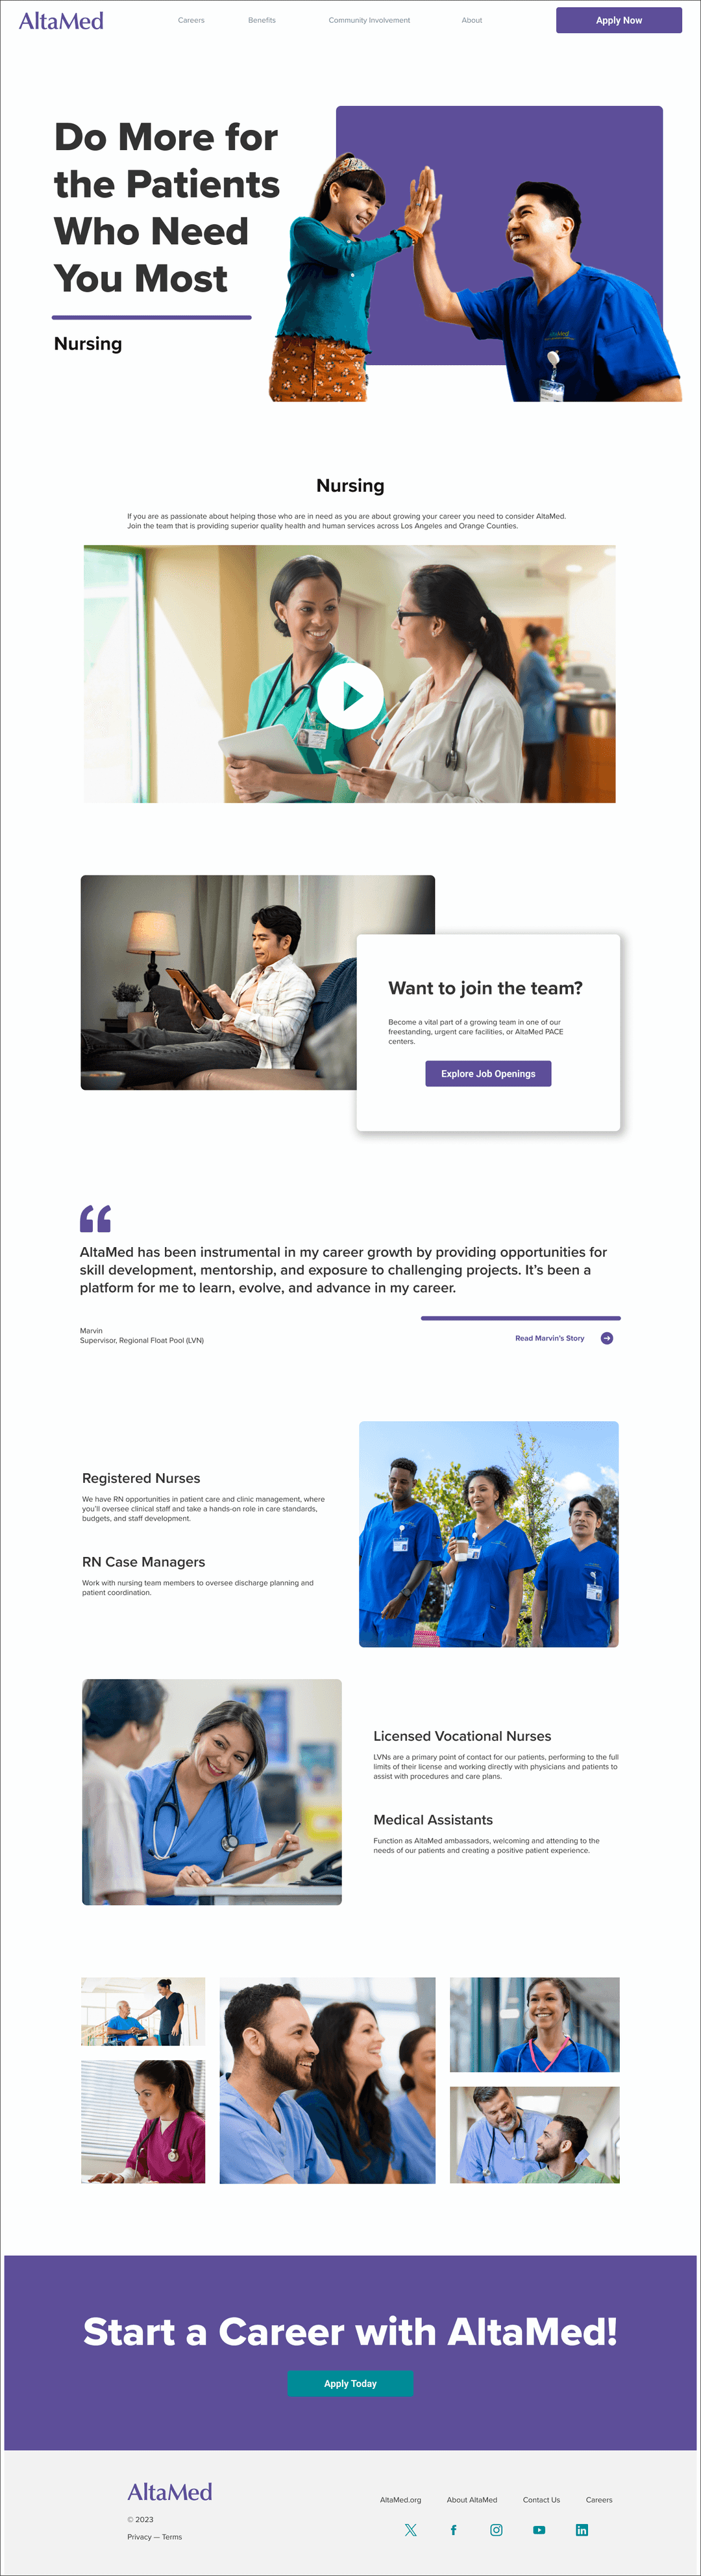 AltaMed
Careers
Benefits
Community Involvement
About
Apply Now
Do More for
the Patients
Who Need
You Most
Nursing
AltaMed
Nursing
If you are as passionate about helping those who are in need as you are about growing your career you need to consider AltaMed.
Join the team that is providing superior quality health and human services across Los Angeles and Orange Counties.
Want to join the team?
Become a vital part of a growing team in one of our
freestanding, urgent care facilities, or AltaMed PACE
centers.
Explore Job Openings
“
AltaMed has been instrumental in my career growth by providing opportunities for
skill development, mentorship, and exposure to challenging projects. It’s been a
platform for me to learn, evolve, and advance in my career.
Marvin
Supervisor, Regional Float Pool (LVN)
Read Marvin’s Story
Registered Nurses
We have RN opportunities in patient care and clinic management, where
you’ll oversee clinical staff and take a hands-on role in care standards,
budgets, and staff development.
RN Case Managers
Work with nursing team members to oversee discharge planning and
patient coordination.
Licensed Vocational Nurses
LVNs are a primary point of contact for our patients, performing to the full
limits of their license and working directly with physicians and patients to
assist with procedures and care plans.
Medical Assistants
Function as AltaMed ambassadors, welcoming and attending to the
needs of our patients and creating a positive patient experience.
Start a Career with AltaMed!
Apply Today
AltaMed
© 2023
Privacy — Terms
AltaMed.org
About AltaMed
Contact Us
Careers